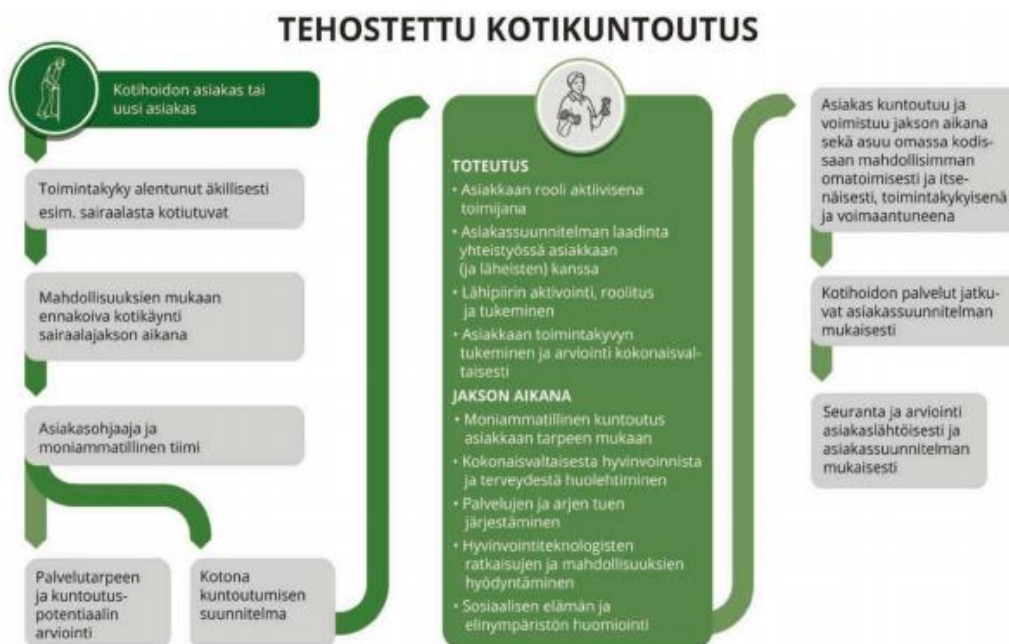 TEHOSTETTU KOTIKUNTOUTUS
Kotihoidon asiakas tai
uusi asiakas
Toimintakyky alentunut äkillisesti
esim. sairaalasta kotiutuvat
Mahdollisuuksien mukaan
ennakoiva kotikäynti
sairaalajakson aikana
Asiakasohjaaja ja
moniammatillinen tiimi
Palvelutarpeen
ja kuntoutus-
potentiaalin
arviointi
Kotona
kuntoutumisen
suunnitelma
TOTEUTUS
• Asiakkaan rooli aktiivisena
toimijana
• Asiakassuunnitelman laadinta
yhteistyössä asiakkaan
(ja läheisten) kanssa
• Lähipiirin aktivointi, roolitus
ja tukeminen
• Asiakkaan toimintakyvyn
tukeminen ja arviointi kokonaisval-
taisesti
JAKSON AIKANA
• Moniammatillinen kuntoutus
asiakkaan tarpeen mukaan
• Kokonaisvaltaisesta hyvinvoinnista
ja terveydestä huolehtiminen
• Palvelujen ja arjen tuen
järjestäminen
• Hyvinvointiteknologisten
ratkaisujen ja mahdollisuuksien
hyödyntäminen
• Sosiaalisen elämän ja
elinympäristön huomiointi
Asiakas kuntoutuu ja
voimistuu jakson aikana
sekä asuu omassa kodis-
saan mahdollisimman
omatoimisesti ja itse-
näisesti, toimintakykyisenä
ja voimaantuneena
Kotihoidon palvelut jatku-
vat asiakassuunnitelman
mukaisesti
Seuranta ja arviointi
asiakaslähtöisesti ja
asiakassuunnitelman
mukaisesti